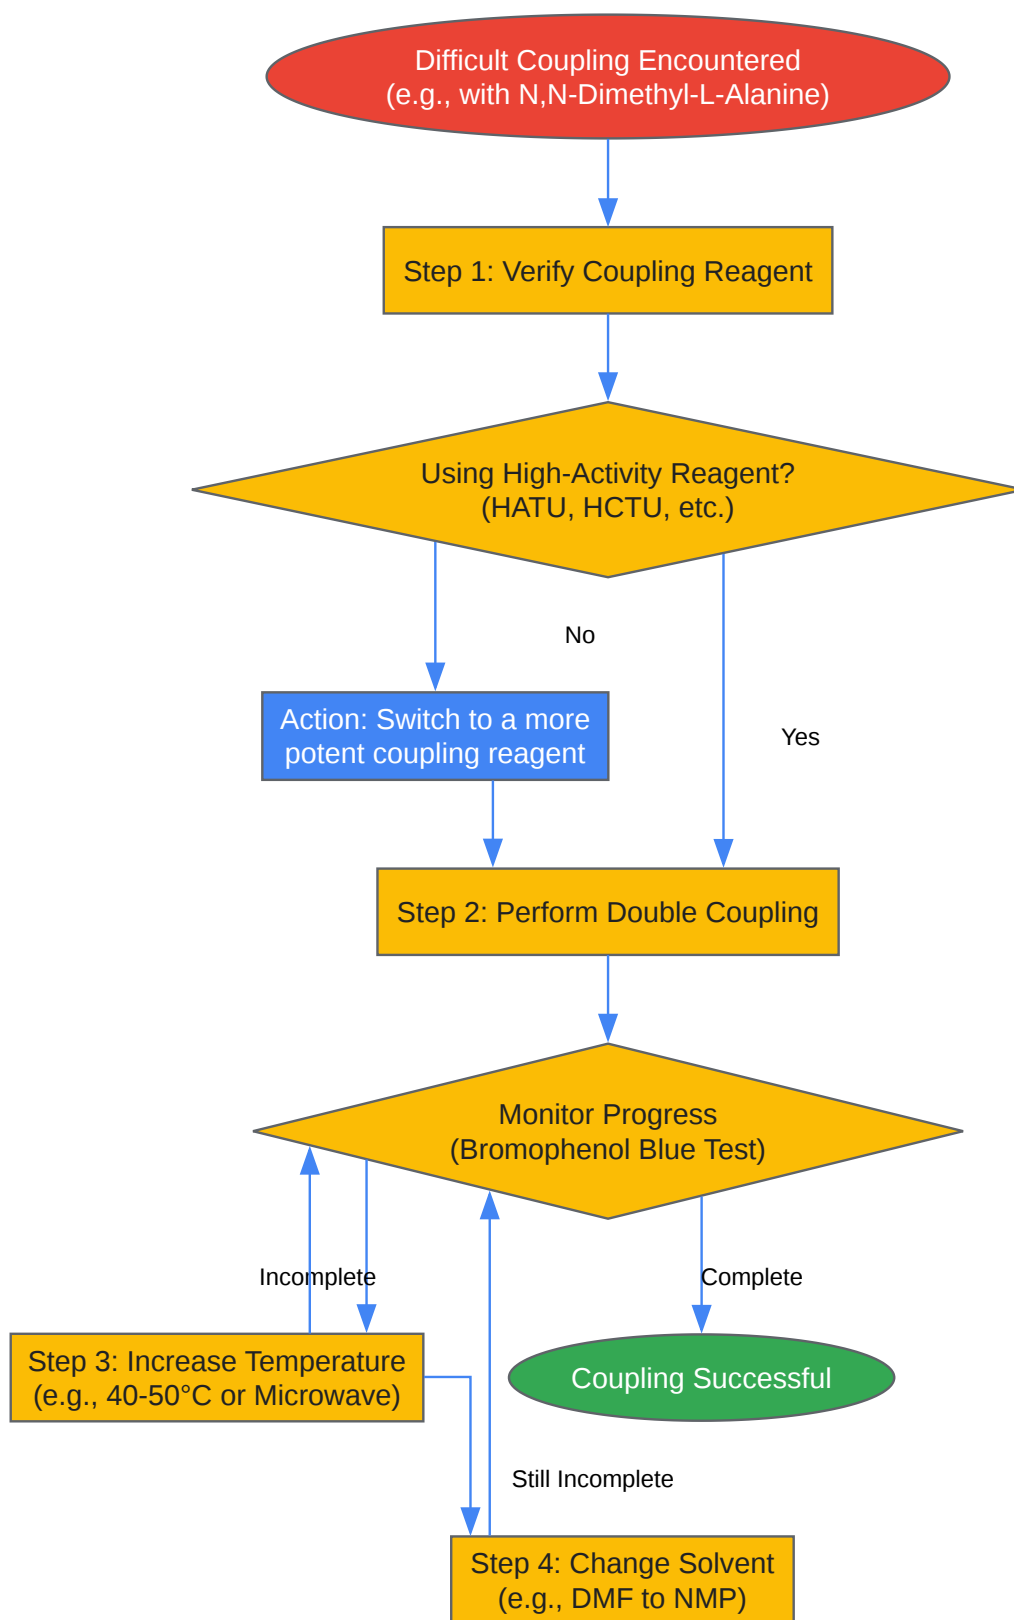 Difficult Coupling Encountered
(e.g., with N,N-Dimethyl-L-Alanine)
Step 1: Verify Coupling Reagent
Using High-Activity Reagent?
(HATU, HCTU, etc.)
No
Action: Switch to a more
potent coupling reagent
Yes
Step 2: Perform Double Coupling
Monitor Progress
(Bromophenol Blue Test)
Incomplete
Complete
Step 3: Increase Temperature
(e.g., 40-50°C or Microwave)
Coupling Successful
Still Incomplete
Step 4: Change Solvent
(e.g., DMF to NMP)